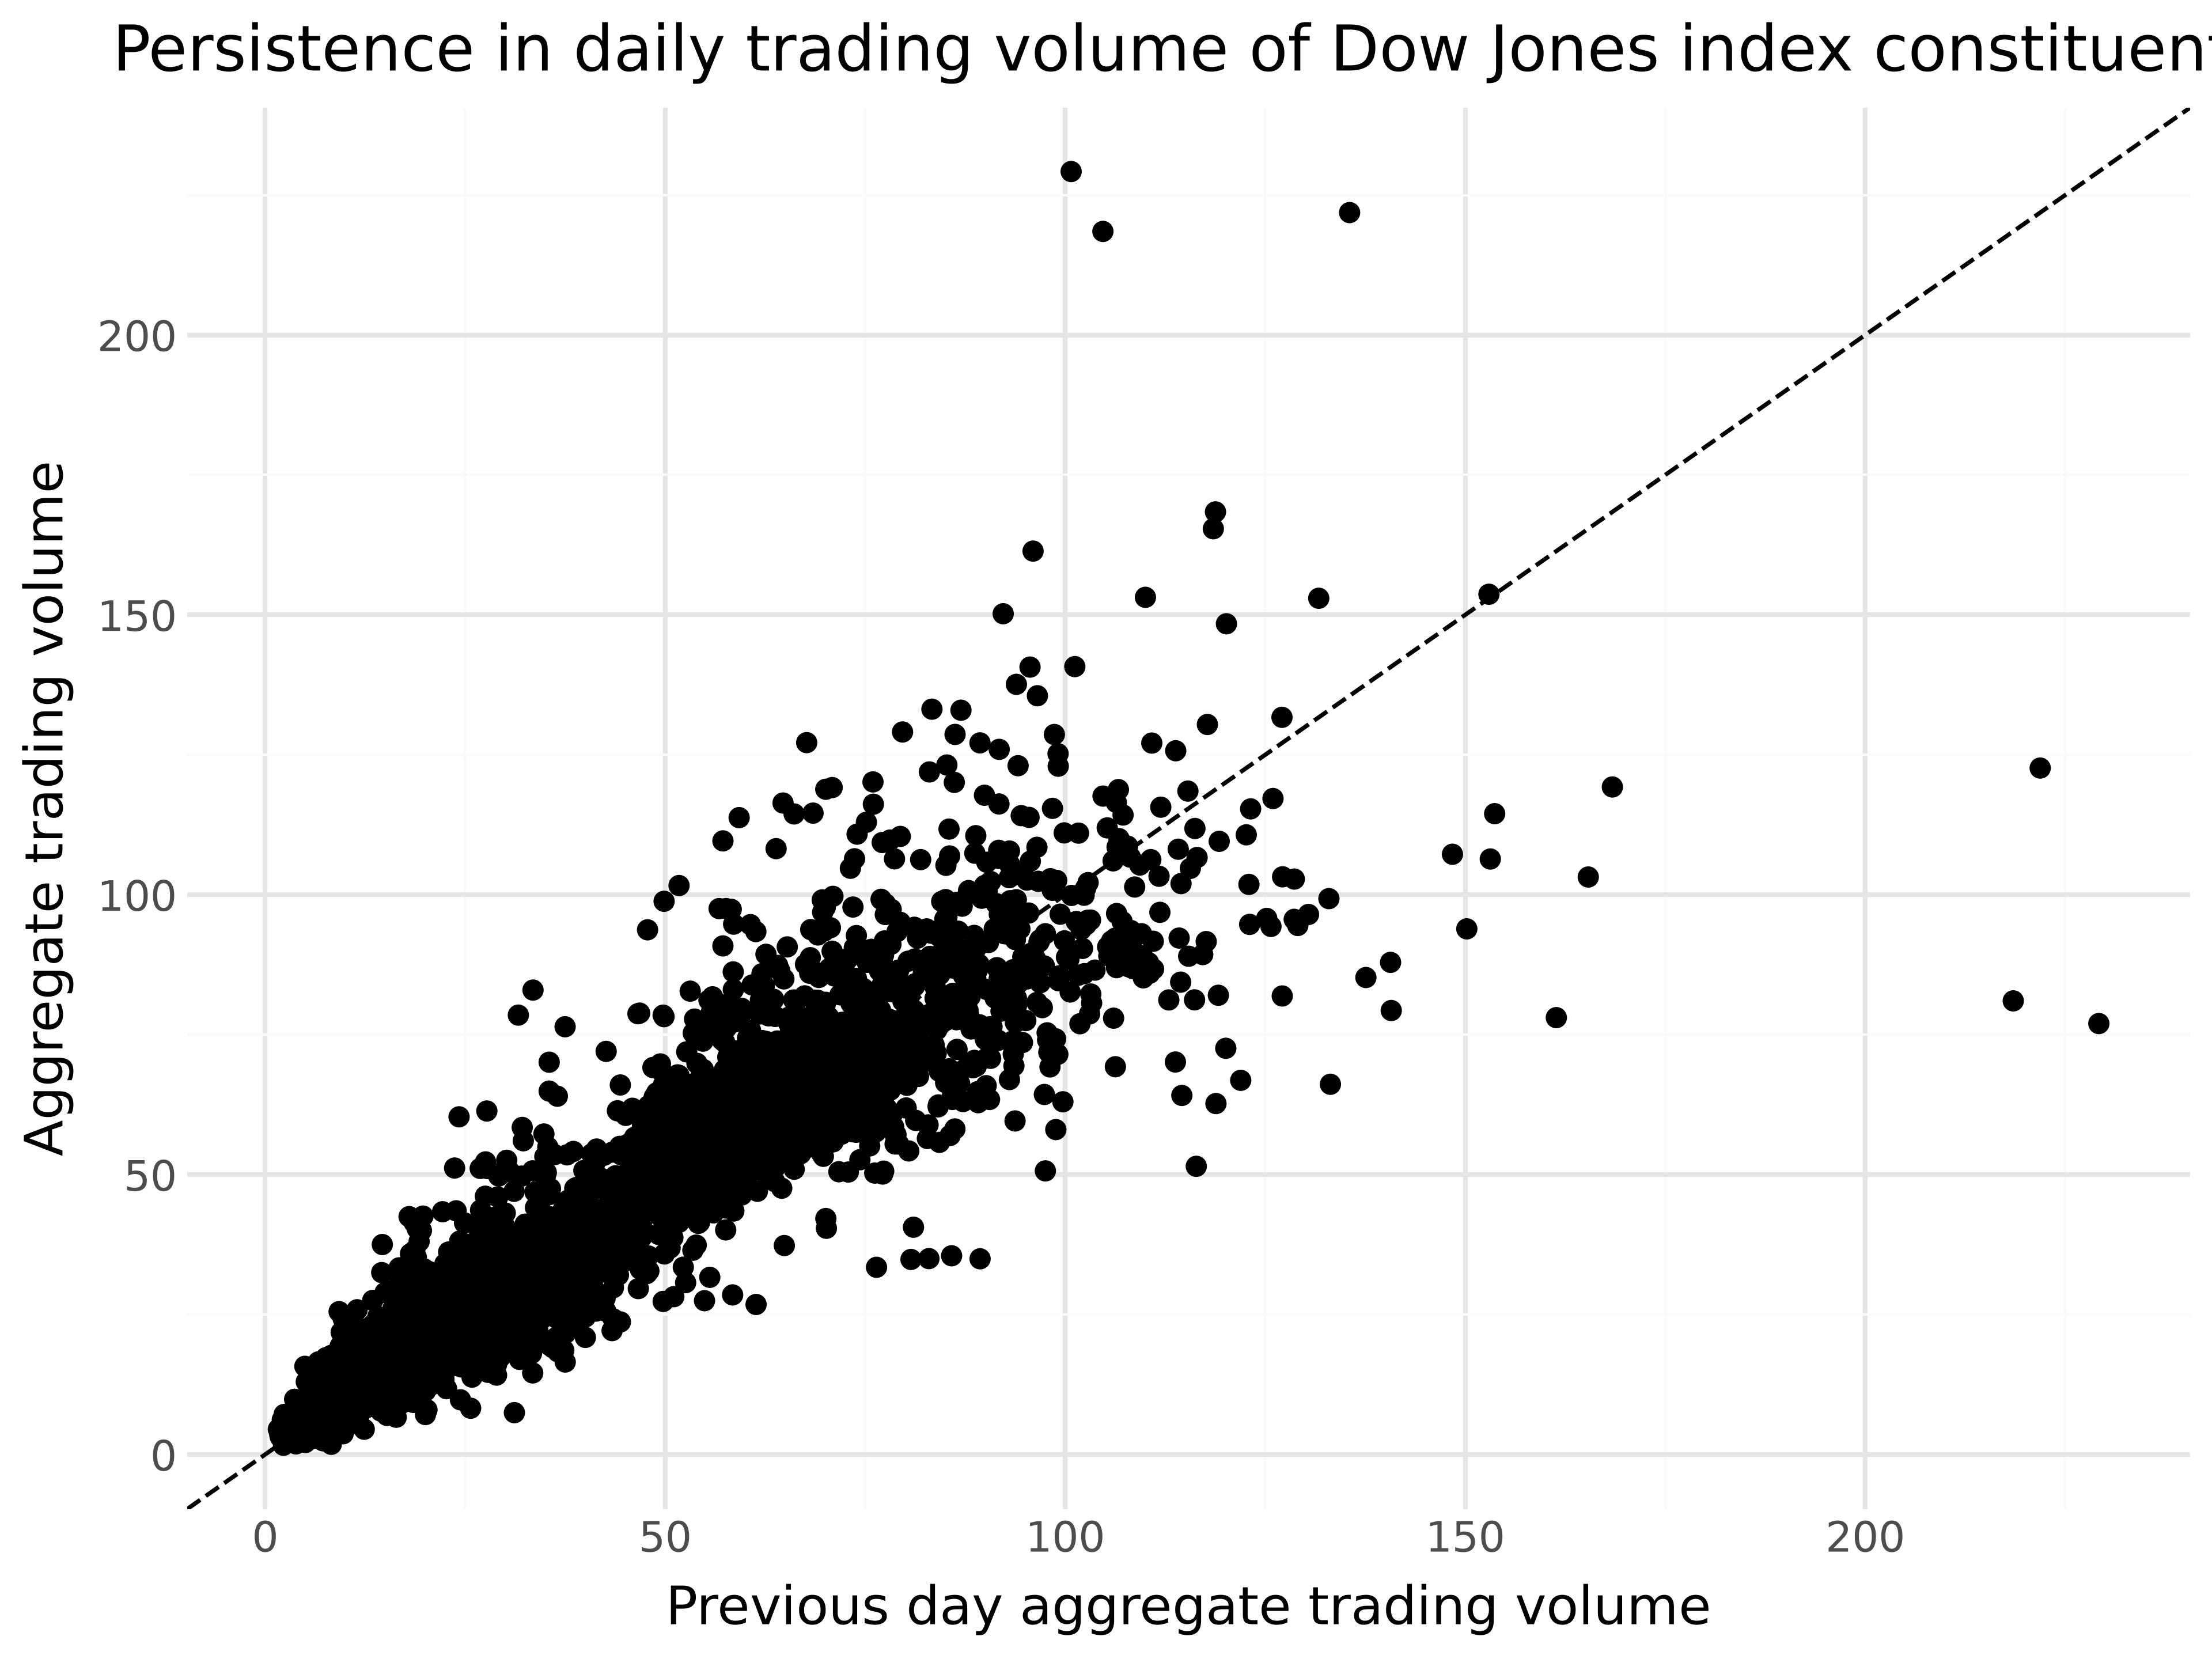 Persistence in daily trading volume of Dow Jones index constituent
Aggregate trading volume
200
150
100
50
0
0 50 100 150 200
Previous day aggregate trading volume